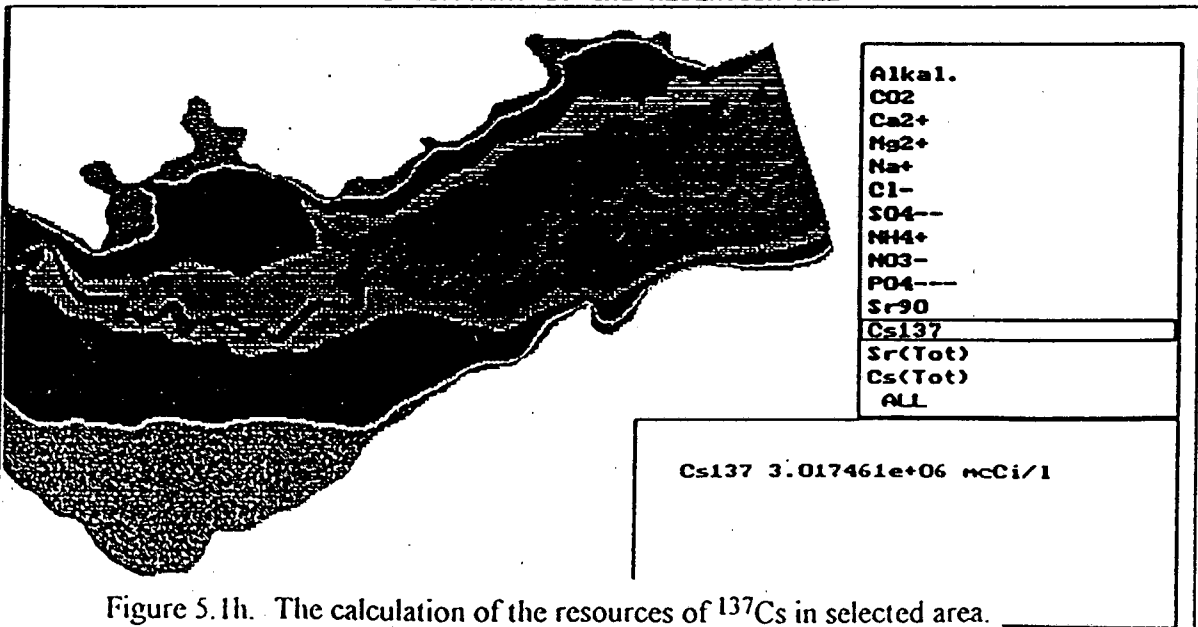 Alkal.
CO2
Ca2+
Mg2+
Na+
Cl-
SO4--
NH4+
NO3-
PO4---
Sr90
Cs137
Sr(Tot)
Cs(Tot)
ALL
Cs137 3.017461e+06 mcCi/l
Figure 5.1h. The calculation of the resources of ¹³⁷Cs in selected area.